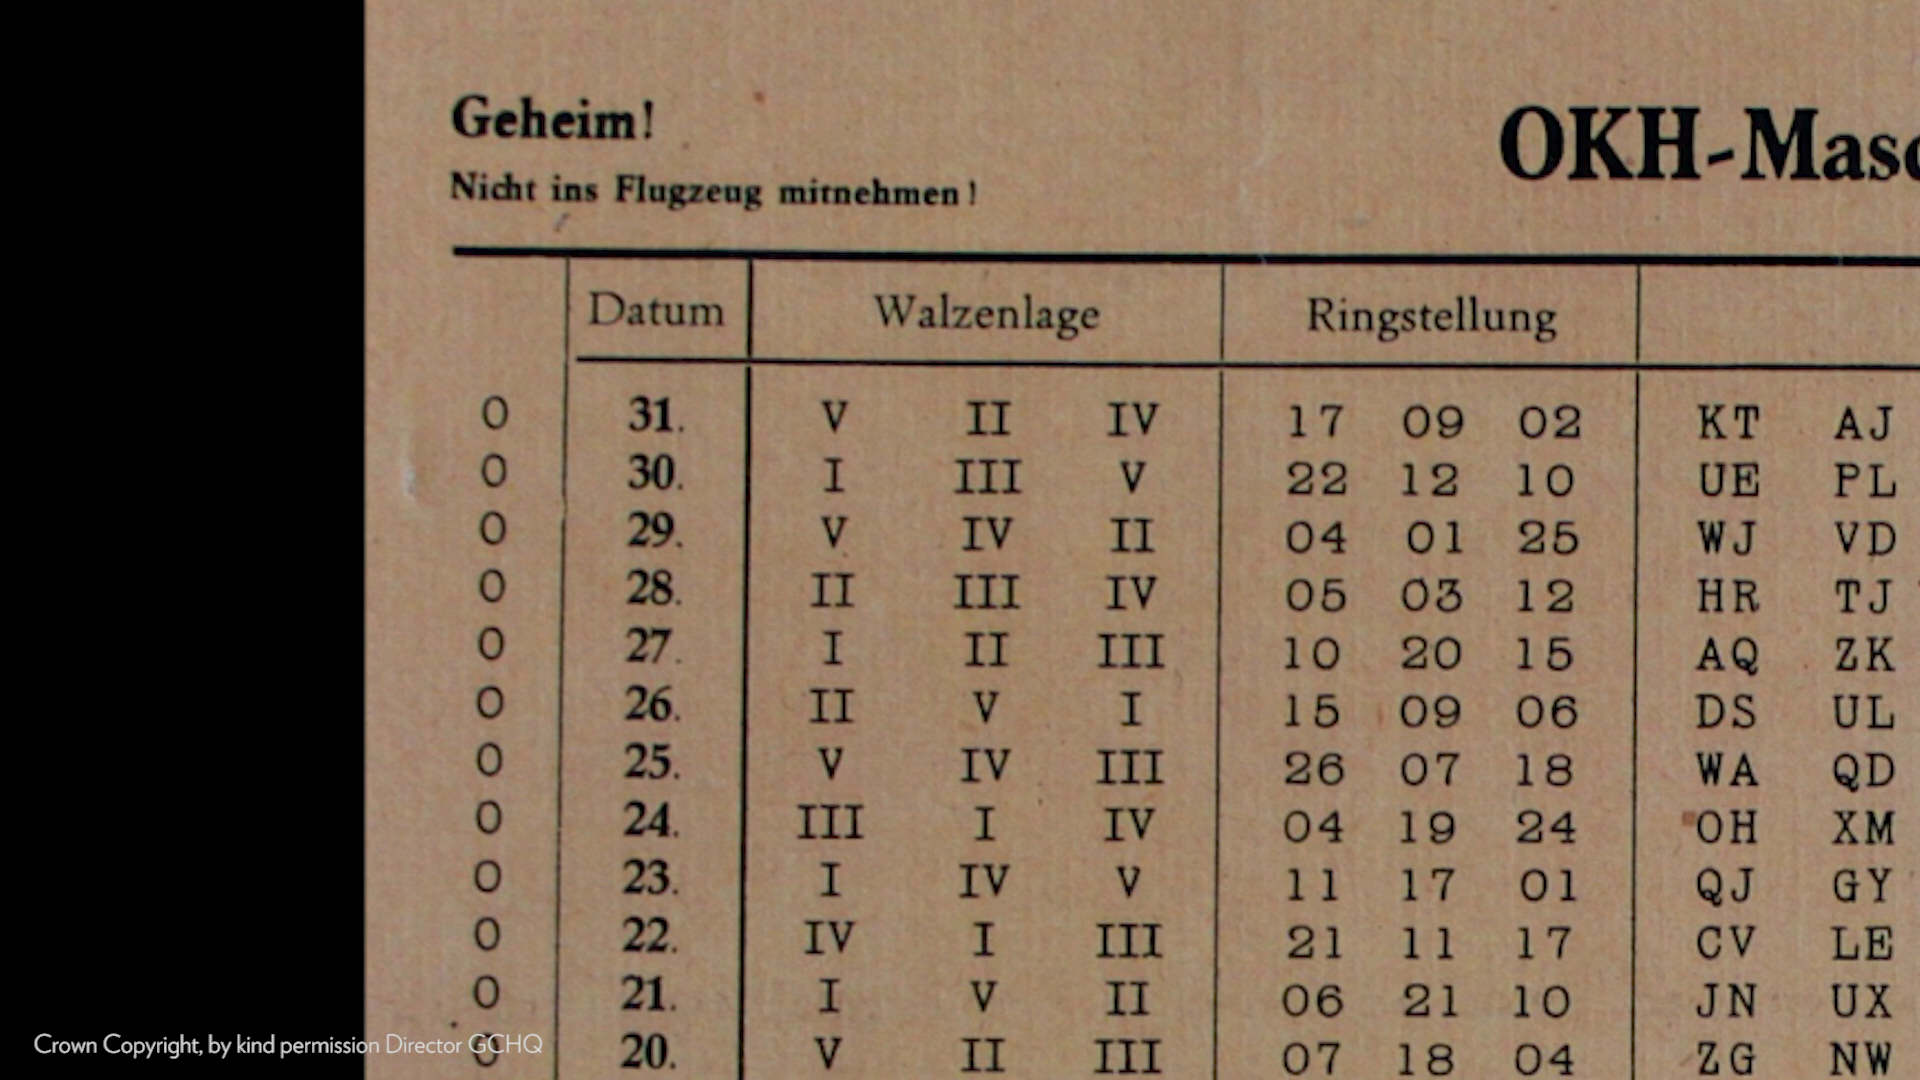 Geheim!
OKH-Masc
Nicht ins Flugzeug mitnehmen!
Datum Walzenlage Ringstellung
0 31. V II IV 17 09 02 KT AJ
0 30. I III V 22 12 10 UE PL
0 29. V IV II 04 01 25 WJ VD
0 28. II III IV 05 03 12 HR TJ
0 27. I II III 10 20 15 AQ ZK
0 26. II V I 15 09 06 DS UL
0 25. V IV III 26 07 18 WA QD
0 24. III I IV 04 19 24 OH XM
0 23. I IV V 11 17 01 QJ GY
0 22. IV I III 21 11 17 CV LE
0 21. I V II 06 21 10 JN UX
0 20. V II III 07 18 04 ZG NW
Crown Copyright, by kind permission Director GCHQ